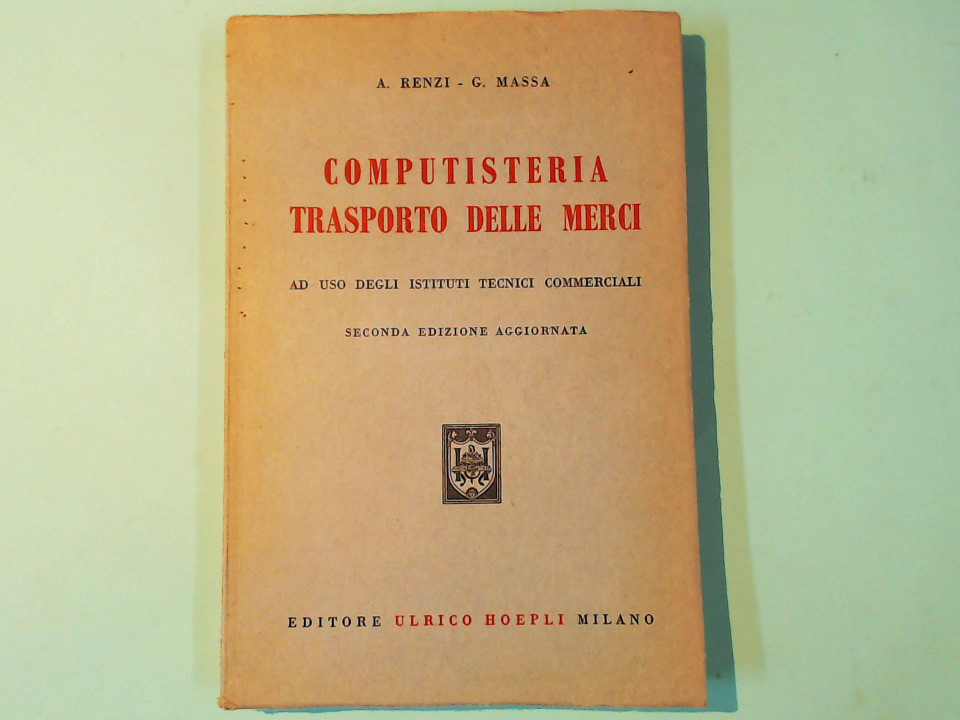 A. RENZI - G. MASSA
COMPUTISTERIA
TRASPORTO DELLE MERCI
AD USO DEGLI ISTITUTI TECNICI COMMERCIALI
SECONDA EDIZIONE AGGIORNATA
EDITORE ULRICO HOEPLI MILANO